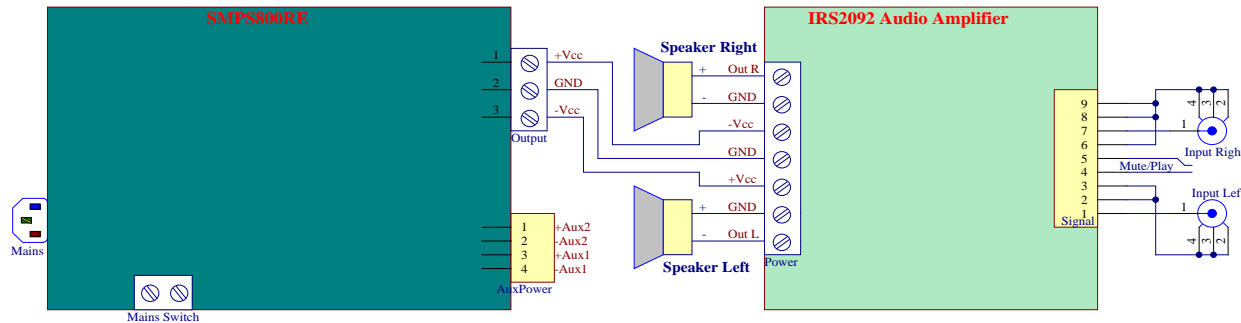 SMPS800RE
IRS2092 Audio Amplifier
1
2
3
+Vcc
GND
-Vcc
Output
Speaker Right
+
-
Out R
GND
-Vcc
GND
+Vcc
GND
Out L
Power
+
-
Speaker Left
9
8
7
6
5
4
3
2
1
Signal
4
3
2
1
Input Righ
Mute/Play
Input Lef
1
4
3
2
Mains
1
2
3
4
+Aux2
-Aux2
+Aux1
-Aux1
AuxPower
Mains Switch